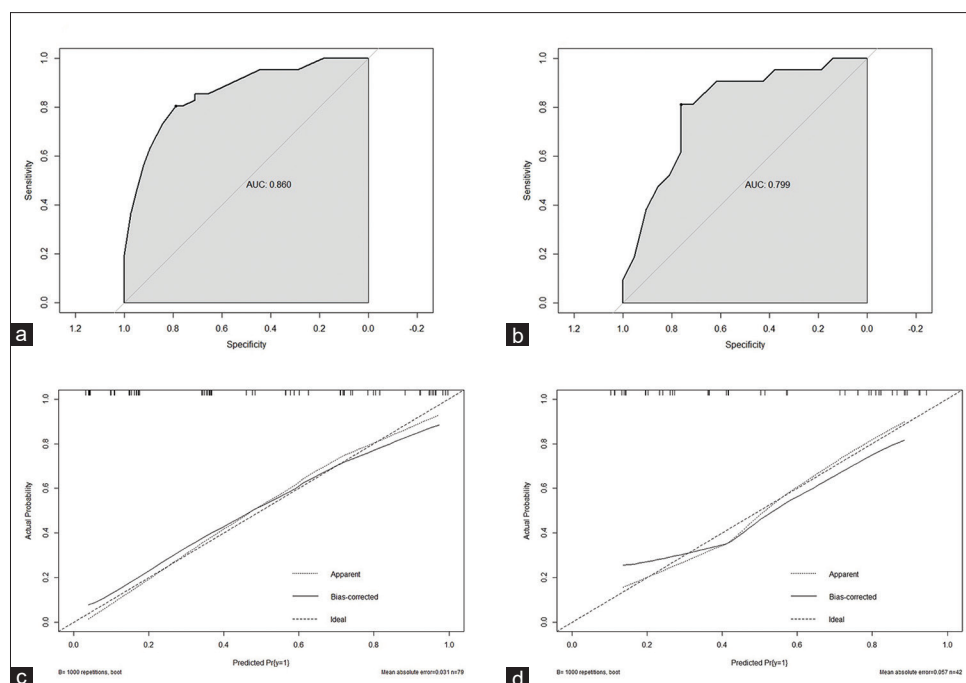 1.0
0.8
0.6
0.4
0.2
0.0
Sensitivity
AUC: 0.860
1.2 1.0 0.8 0.6 0.4 0.2 0.0 -0.2
Specificity
a
1.0
0.8
0.6
0.4
0.2
0.0
Sensitivity
AUC: 0.799
1.2 1.0 0.8 0.6 0.4 0.2 0.0 -0.2
Specificity
b
1.0
0.8
0.6
0.4
0.2
0.0
Actual Probability
Apparent
Bias-corrected
Ideal
0.0 0.2 0.4 0.6 0.8 1.0
Predicted Pr[y=1]
B= 1000 repetitions, boot
Mean absolute error=0.031 n=79
c
1.0
0.8
0.6
0.4
0.2
0.0
Actual Probability
Apparent
Bias-corrected
Ideal
0.0 0.2 0.4 0.6 0.8 1.0
Predicted Pr[y=1]
B= 1000 repetitions, boot
Mean absolute error=0.057 n=42
d